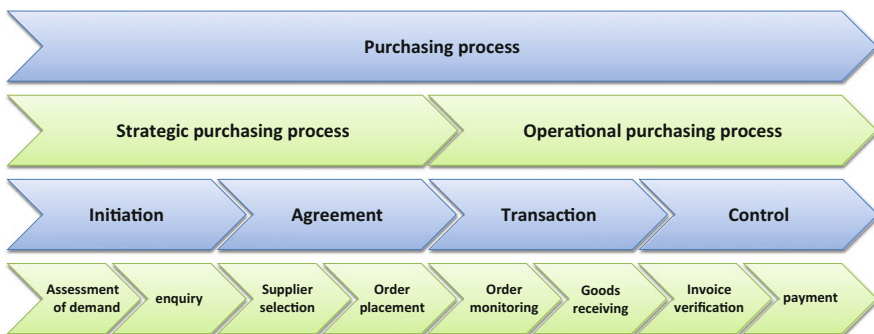 Purchasing process
Strategic purchasing process
Operational purchasing process
Initiation
Agreement
Transaction
Control
Assessment
of demand
enquiry
Supplier
selection
Order
placement
Order
monitoring
Goods
receiving
Invoice
verification
payment